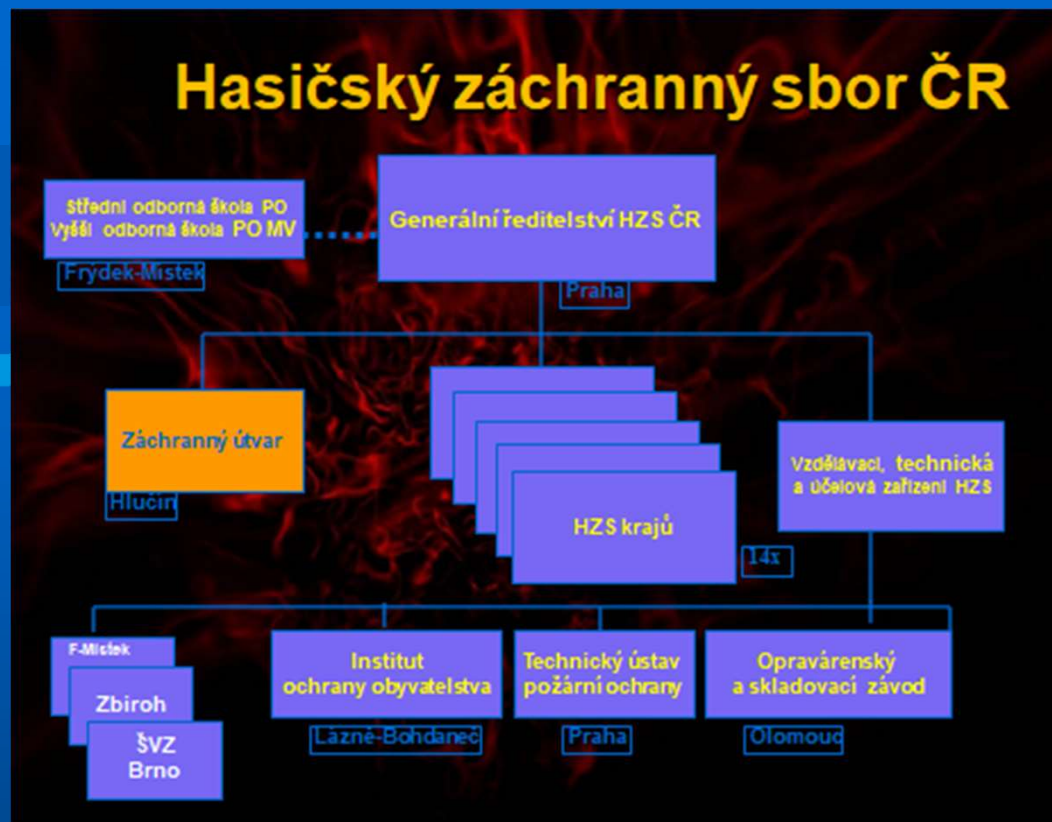 Hasičský záchranný sbor ČR
Střední odborná škola PO
Vyšší odborná škola PO MV
Frýdek-Místek
Generální ředitelství HZS ČR
Praha
Záchranný útvar
Hlučín
HZS krajů
14x
Vzdělávací, technická
a účelová zařízení HZS
F-Místek
Zbiroh
ŠVZ
Brno
Institut
ochrany obyvatelstva
Lázně-Bohdaneč
Technický ústav
požární ochrany
Praha
Opravárenský
a skladovací závod
Olomouc